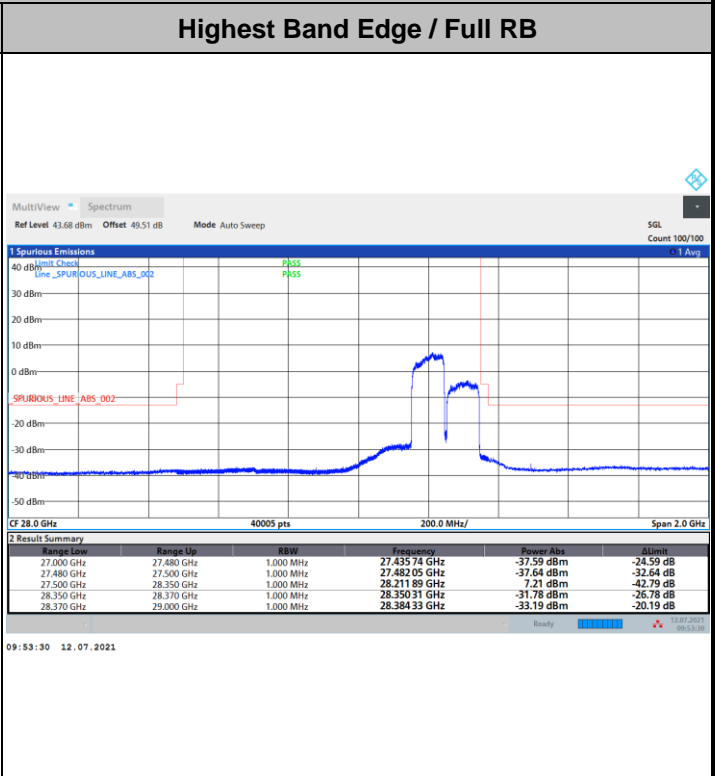 Highest Band Edge / Full RB
MultiView Spectrum
Ref Level 43.68 dBm Offset 49.51 dB Mode Auto Sweep SGL
Count 100/100
1 Spurious Emissions 1 Avg
40 dBm Limit Check PASS
Line _SPURIOUS_LINE_ABS_002 PASS
30 dBm
20 dBm
10 dBm
0 dBm
_SPURIOUS_LINE_ABS_002
-20 dBm
-30 dBm
-40 dBm
-50 dBm
CF 28.0 GHz 40005 pts 200.0 MHz/ Span 2.0 GHz
2 Result Summary
Range Low Range Up RBW Frequency Power Abs ΔLimit
27.000 GHz 27.480 GHz 1.000 MHz 27.435 74 GHz -37.59 dBm -24.59 dB
27.480 GHz 27.500 GHz 1.000 MHz 27.482 05 GHz -37.64 dBm -32.64 dB
27.500 GHz 28.350 GHz 1.000 MHz 28.211 89 GHz 7.21 dBm -42.79 dB
28.350 GHz 28.370 GHz 1.000 MHz 28.350 31 GHz -31.78 dBm -26.78 dB
28.370 GHz 29.000 GHz 1.000 MHz 28.384 33 GHz -33.19 dBm -20.19 dB
Ready 12.07.2021
09:53:30
09:53:30 12.07.2021